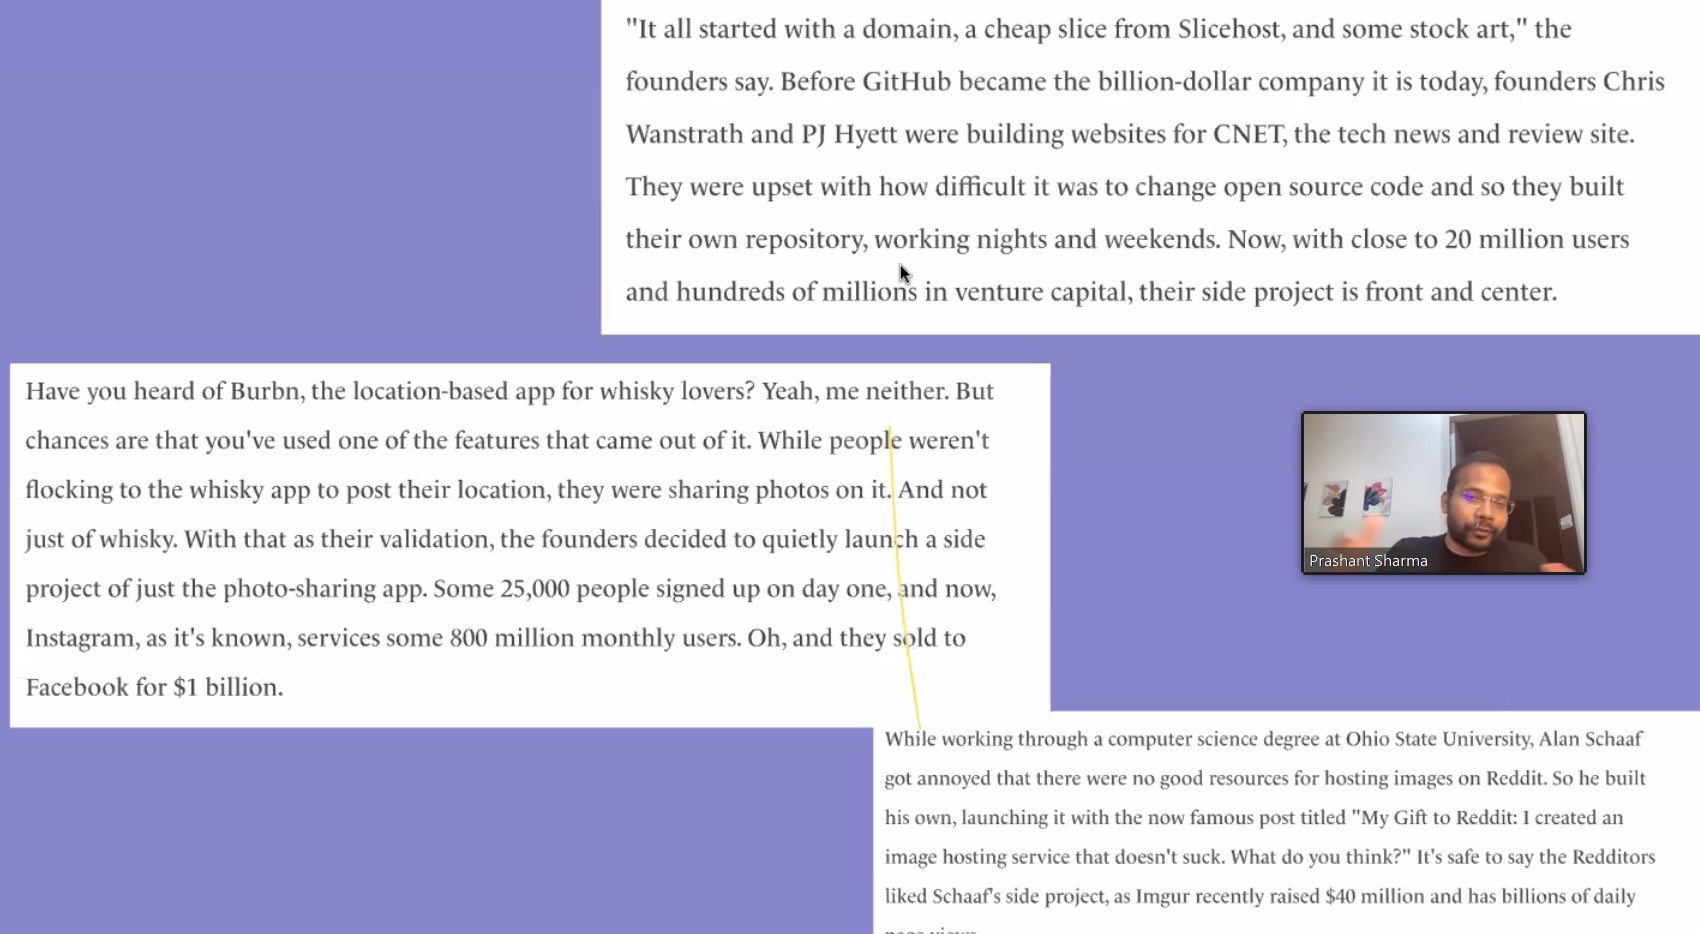 "It all started with a domain, a cheap slice from Slicehost, and some stock art," the
founders say. Before GitHub became the billion-dollar company it is today, founders Chris
Wanstrath and PJ Hyett were building websites for CNET, the tech news and review site.
They were upset with how difficult it was to change open source code and so they built
their own repository, working nights and weekends. Now, with close to 20 million users
and hundreds of millions in venture capital, their side project is front and center.
Have you heard of Burbn, the location-based app for whisky lovers? Yeah, me neither. But
chances are that you've used one of the features that came out of it. While people weren't
flocking to the whisky app to post their location, they were sharing photos on it. And not
just of whisky. With that as their validation, the founders decided to quietly launch a side
project of just the photo-sharing app. Some 25,000 people signed up on day one, and now,
Instagram, as it's known, services some 800 million monthly users. Oh, and they sold to
Facebook for $1 billion.
Prashant Sharma
While working through a computer science degree at Ohio State University, Alan Schaaf
got annoyed that there were no good resources for hosting images on Reddit. So he built
his own, launching it with the now famous post titled "My Gift to Reddit: I created an
image hosting service that doesn't suck. What do you think?" It's safe to say the Redditors
liked Schaaf's side project, as Imgur recently raised $40 million and has billions of daily